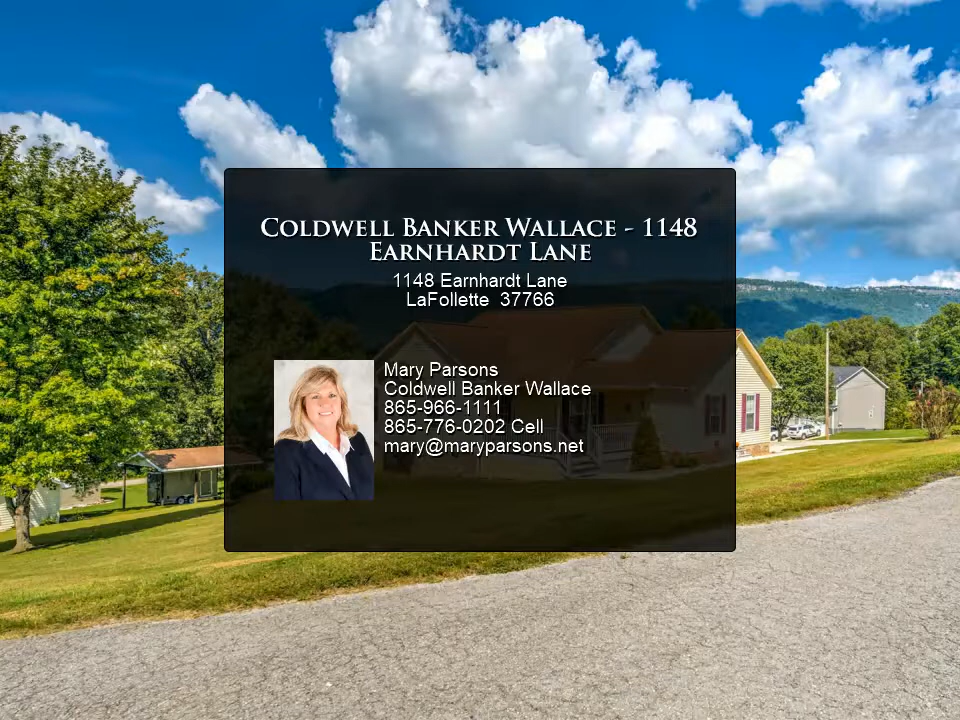 Coldwell Banker Wallace - 1148
Earnhardt Lane
1148 Earnhardt Lane
LaFollette  37766
Mary Parsons
Coldwell Banker Wallace
865-966-1111
865-776-0202 Cell
mary@maryparsons.net